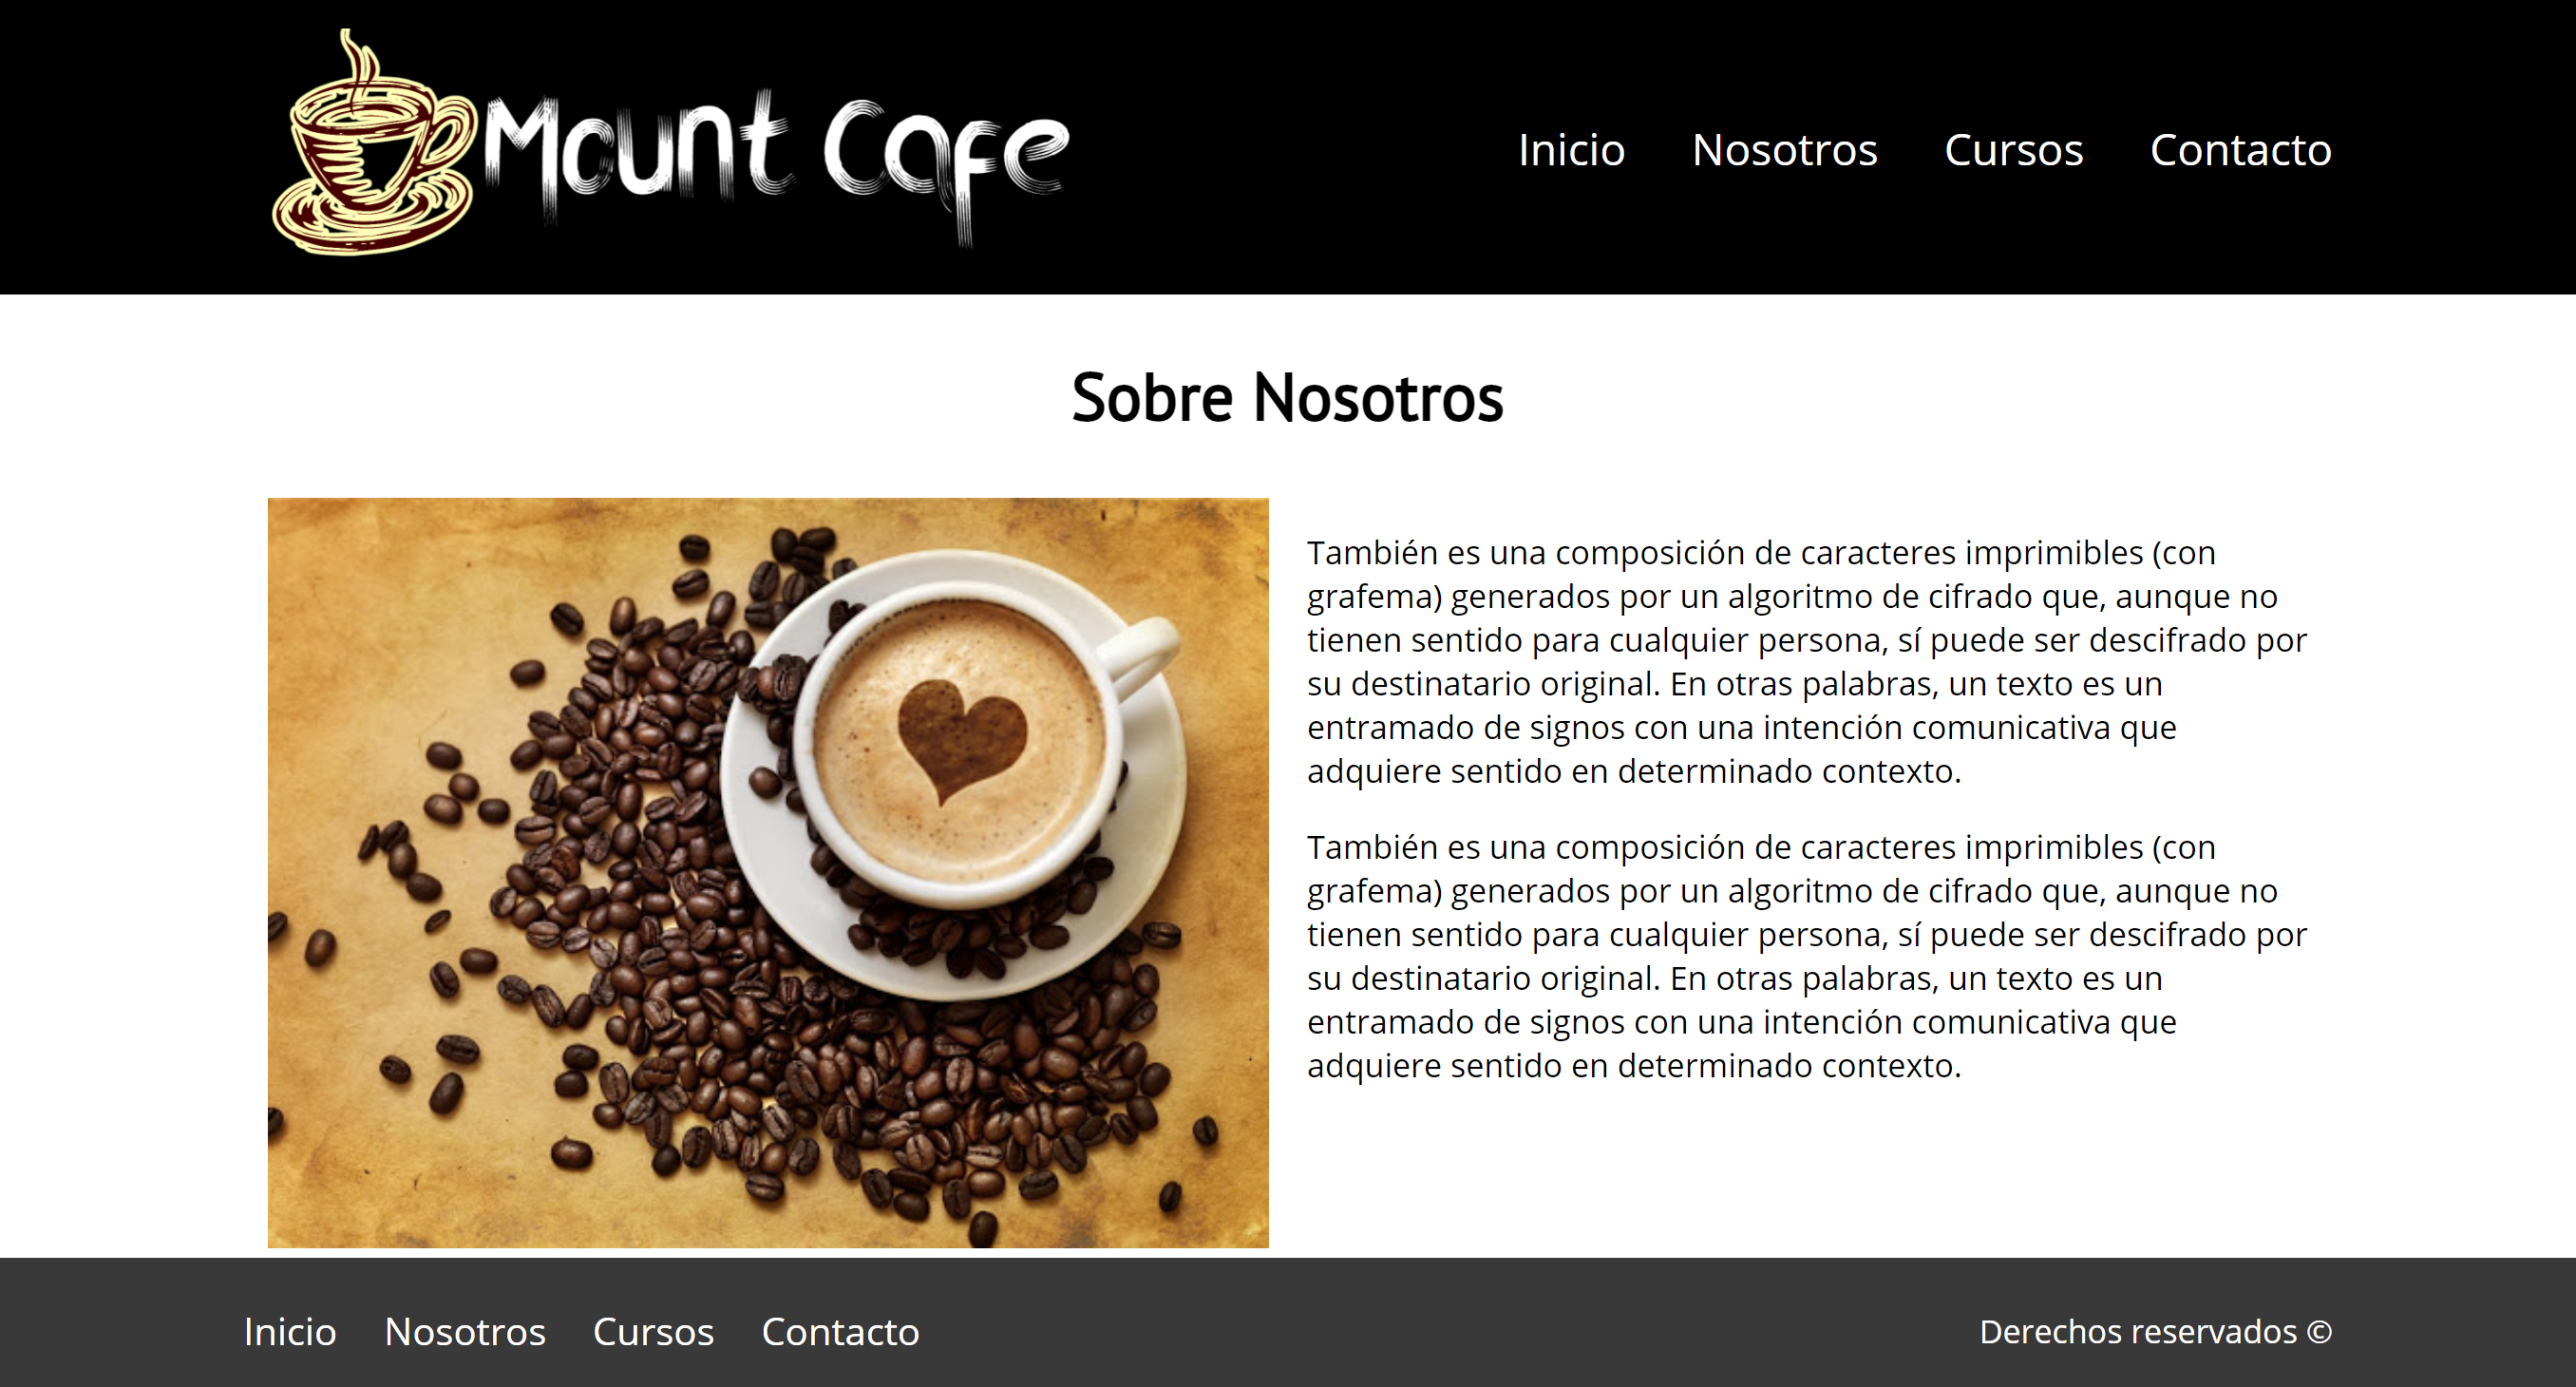 Mount Cafe
Inicio Nosotros Cursos Contacto
Sobre Nosotros
También es una composición de caracteres imprimibles (con
grafema) generados por un algoritmo de cifrado que, aunque no
tienen sentido para cualquier persona, sí puede ser descifrado por
su destinatario original. En otras palabras, un texto es un
entramado de signos con una intención comunicativa que
adquiere sentido en determinado contexto.
También es una composición de caracteres imprimibles (con
grafema) generados por un algoritmo de cifrado que, aunque no
tienen sentido para cualquier persona, sí puede ser descifrado por
su destinatario original. En otras palabras, un texto es un
entramado de signos con una intención comunicativa que
adquiere sentido en determinado contexto.
Inicio Nosotros Cursos Contacto
Derechos reservados ©